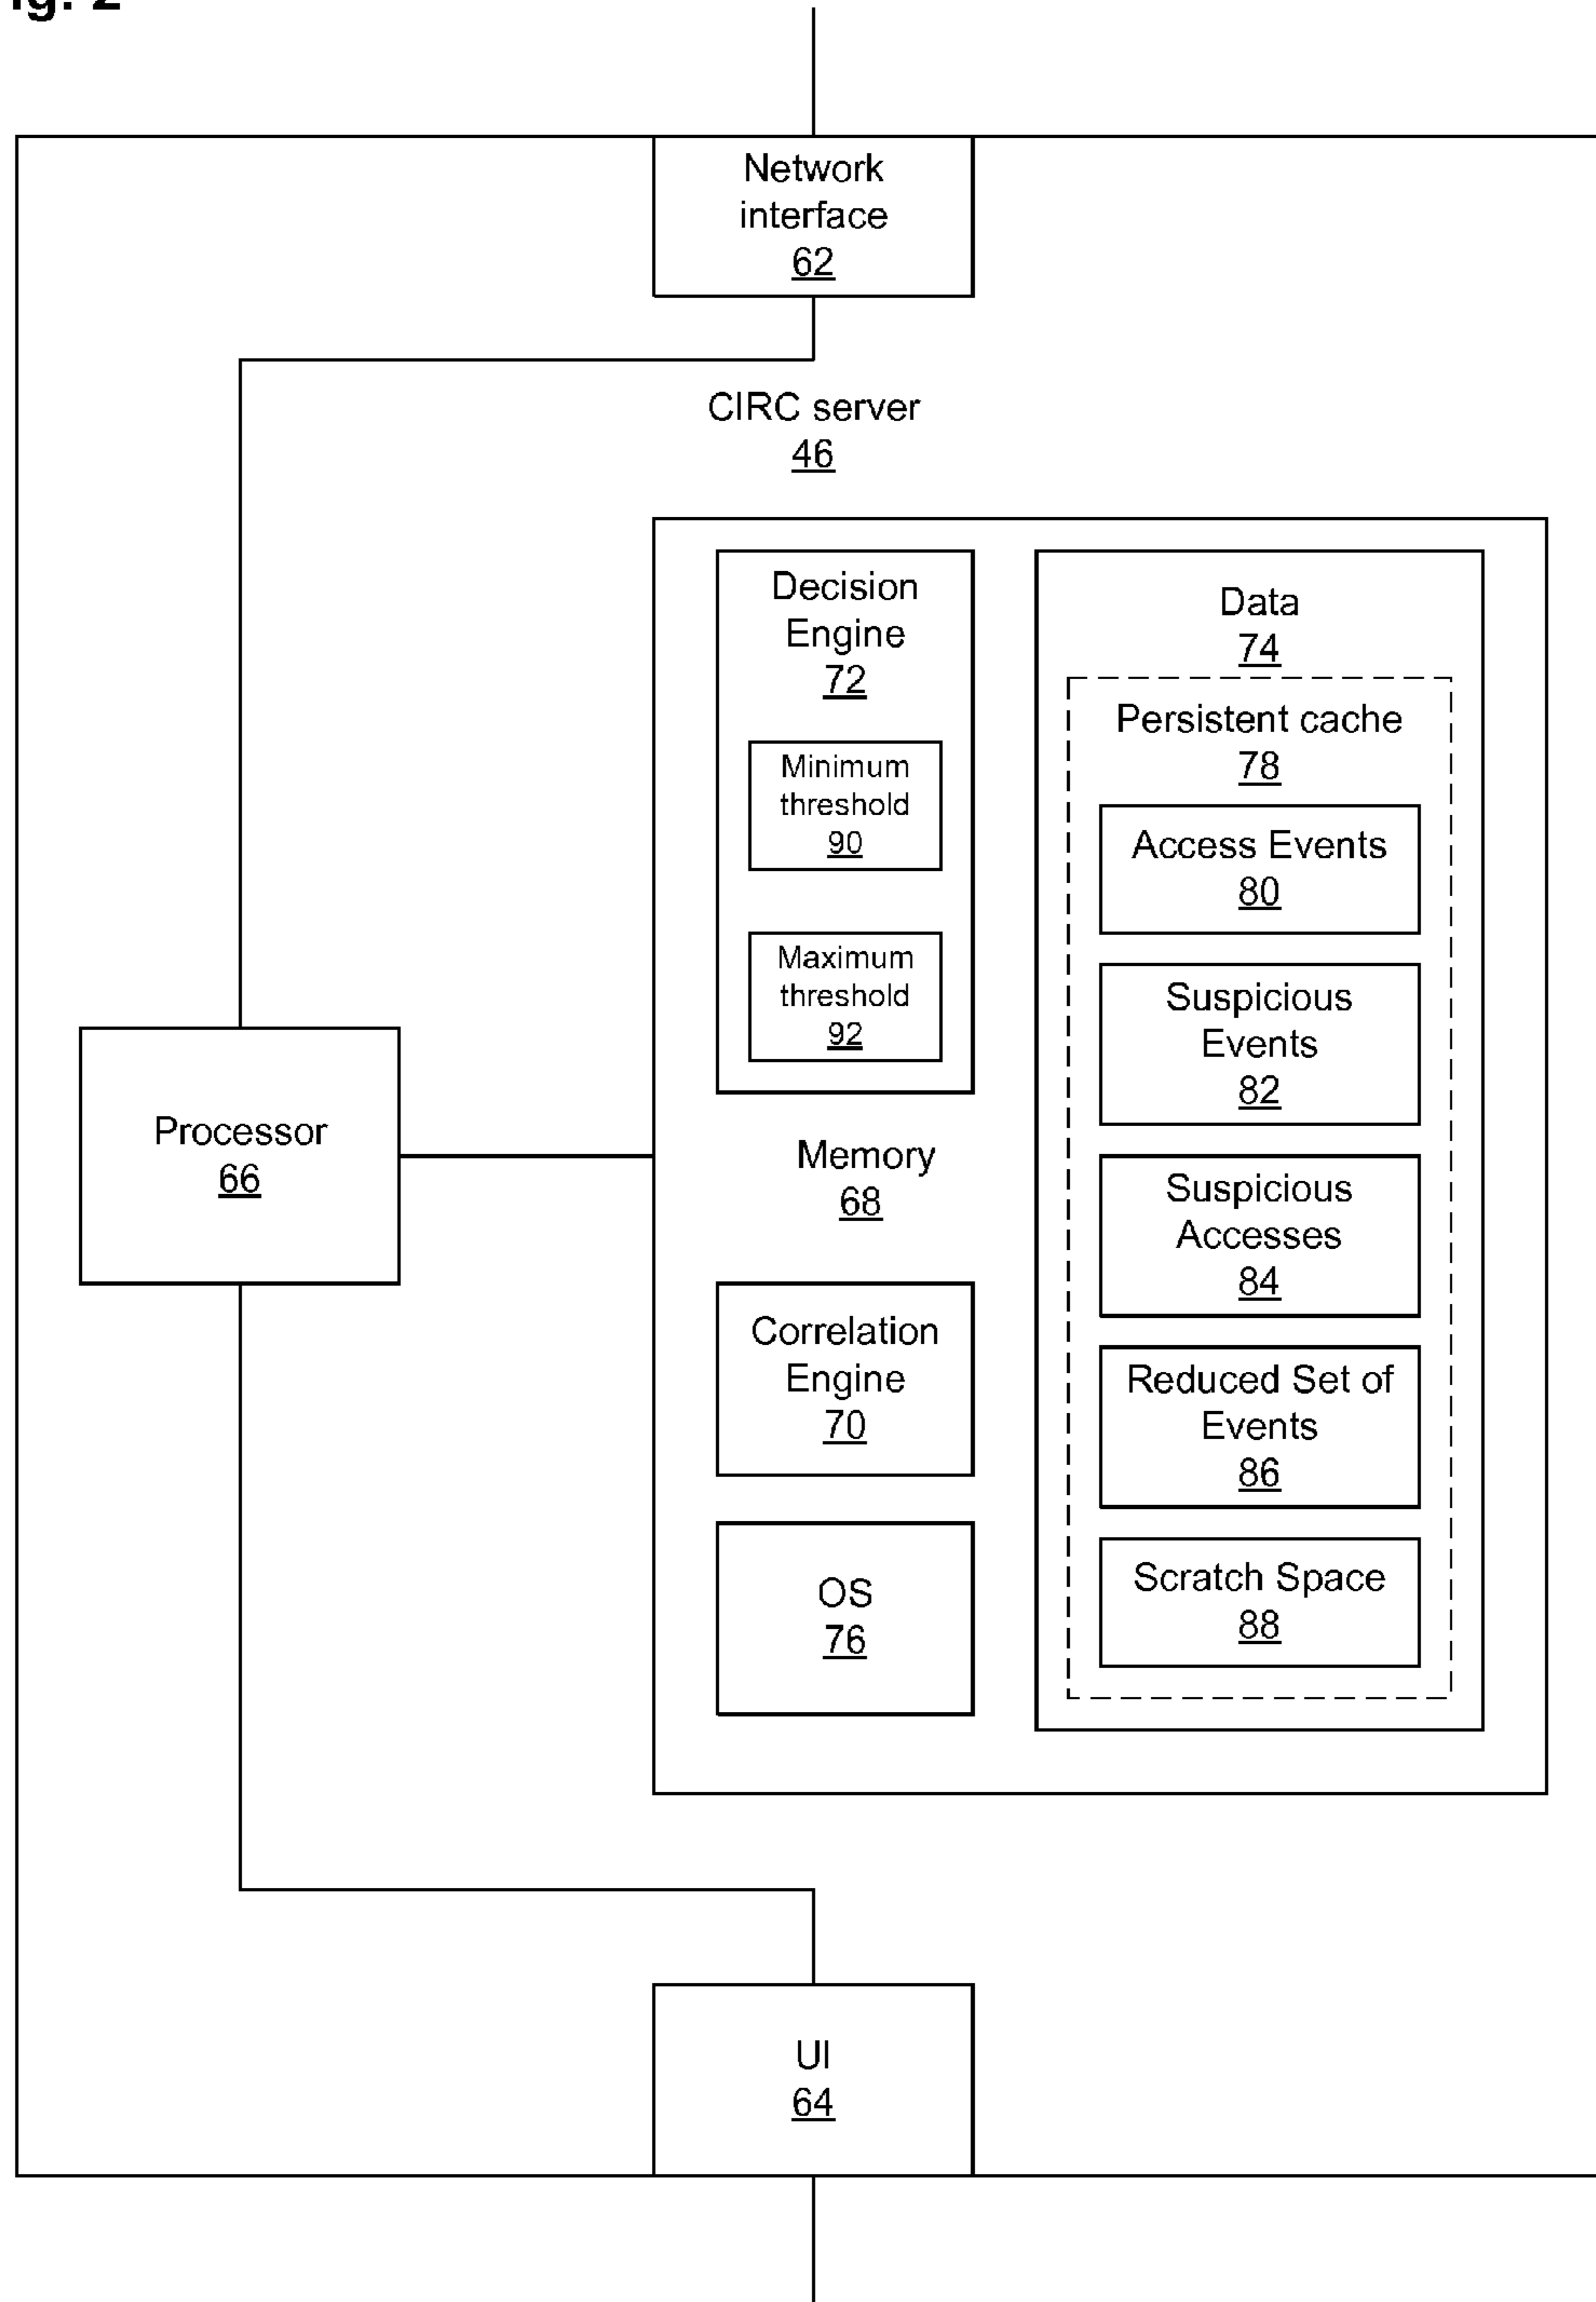 ig. 2
Network
interface
62
CIRC server
46
Decision
Engine
72
Minimum
threshold
90
Maximum
threshold
92
Memory
68
Correlation
Engine
70
OS
76
Data
74
Persistent cache
78
Access Events
80
Suspicious
Events
82
Suspicious
Accesses
84
Reduced Set of
Events
86
Scratch Space
88
Processor
66
UI
64